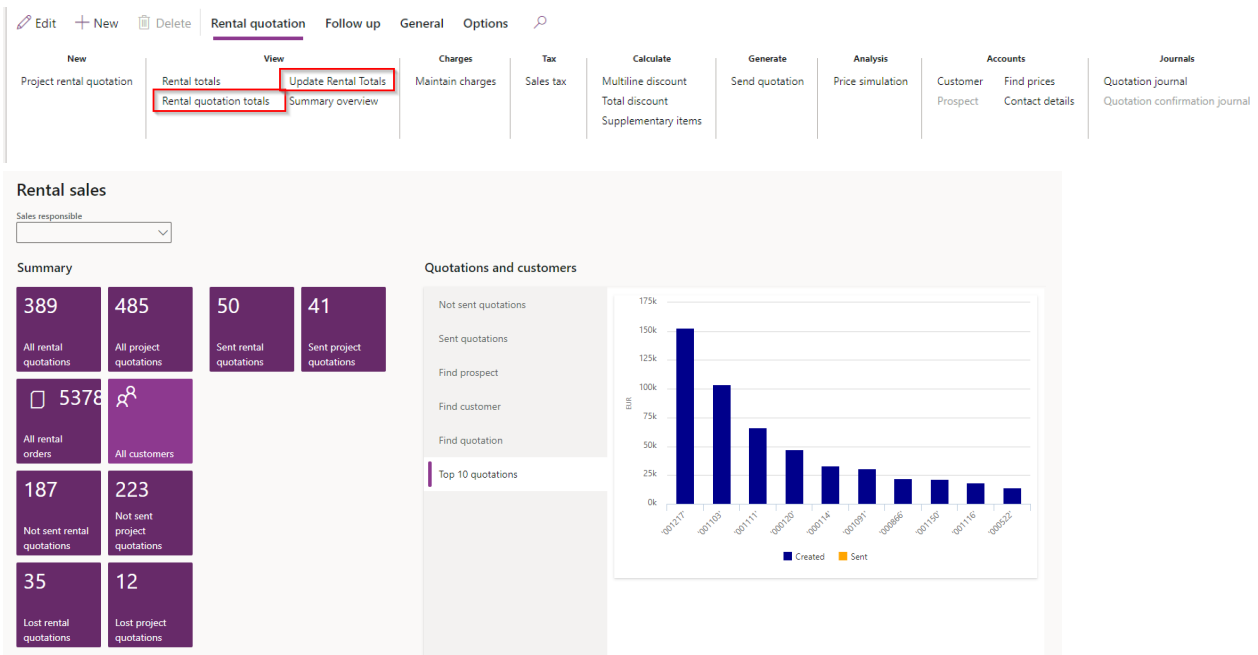 Edit New Delete Rental quotation Follow up General Options
New View Charges Tax Calculate Generate Analysis Accounts Journals
Project rental quotation Rental totals Update Rental Totals Maintain charges Sales tax Multiline discount Send quotation Price simulation Customer Find prices Quotation journal
Rental quotation totals Summary overview Total discount Prospect Contact details Quotation confirmation journal
Supplementary items
Rental sales
Sales responsible
Summary
389
All rental
quotations
485
All project
quotations
50
Sent rental
quotations
41
Sent project
quotations
5378
All rental
orders
All customers
187
Not sent rental
quotations
223
Not sent
project
quotations
35
Lost rental
quotations
12
Lost project
quotations
Quotations and customers
Not sent quotations
Sent quotations
Find prospect
Find customer
Find quotation
Top 10 quotations
175k
150k
125k
100k
75k
50k
25k
0k
EUR
'001217' '001103' '001111' '000120' '000114' '001091' '000866' '001150' '001116' '000522'
Created Sent